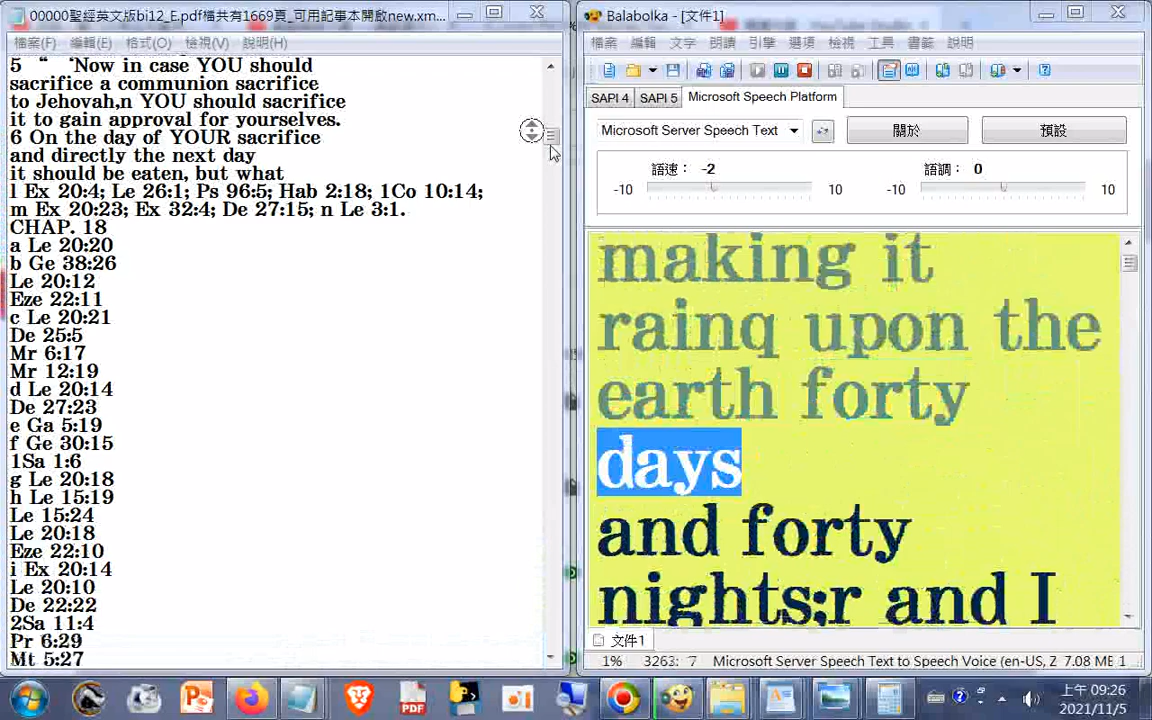 00000聖經英文版bi12_E.pdf檔共有1669頁_可用記事本開啟new.xm...
檔案(F) 編輯(E) 格式(O) 檢視(V) 說明(H)
5 “ ‘Now in case YOU should
sacrifice a communion sacrifice
to Jehovah,n YOU should sacrifice
it to gain approval for yourselves.
6 On the day of YOUR sacrifice
and directly the next day
it should be eaten, but what
l Ex 20:4; Le 26:1; Ps 96:5; Hab 2:18; 1Co 10:14;
m Ex 20:23; Ex 32:4; De 27:15; n Le 3:1.
CHAP. 18
a Le 20:20
b Ge 38:26
Le 20:12
Eze 22:11
c Le 20:21
De 25:5
Mr 6:17
Mr 12:19
d Le 20:14
De 27:23
e Ga 5:19
f Ge 30:15
1Sa 1:6
g Le 20:18
h Le 15:19
Le 15:24
Le 20:18
Eze 22:10
i Ex 20:14
Le 20:10
De 22:22
2Sa 11:4
Pr 6:29
Mt 5:27
Balabolka - [文件1]
檔案 編輯 文字 朗讀 引擎 選項 檢視 工具 書籤 說明
SAPI 4 SAPI 5 Microsoft Speech Platform
Microsoft Server Speech Text 關於 預設
語速: -2 語調: 0
-10 10 -10 10
making it
rainq upon the
earth forty
days
and forty
nights;r and I
文件1
1% 3263: 7 Microsoft Server Speech Text to Speech Voice (en-US, Z 7.08 ME 1
上午 09:26
2021/11/5